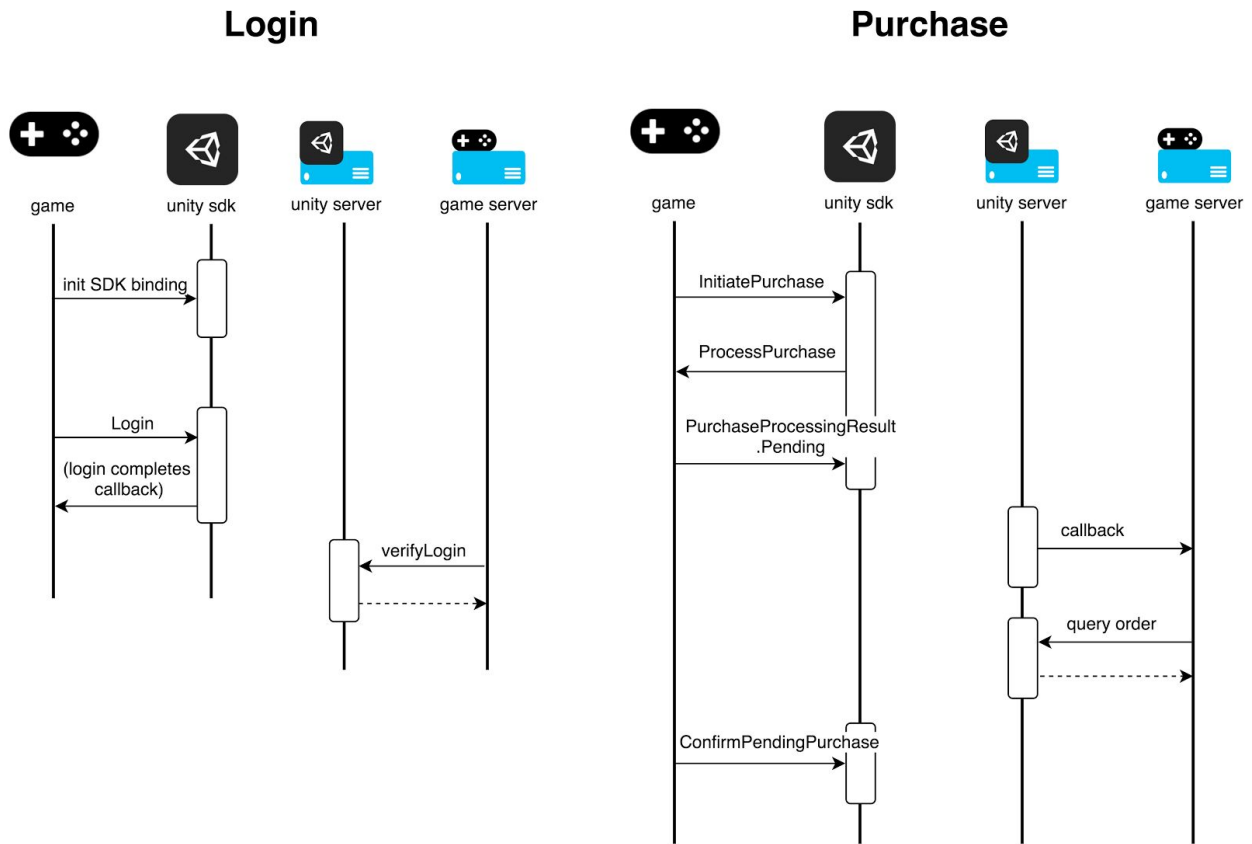 Login
game
unity sdk
unity server
game server
init SDK binding
Login
(login completes
callback)
verifyLogin
Purchase
game
unity sdk
unity server
game server
InitiatePurchase
ProcessPurchase
PurchaseProcessingResult
.Pending
callback
query order
ConfirmPendingPurchase